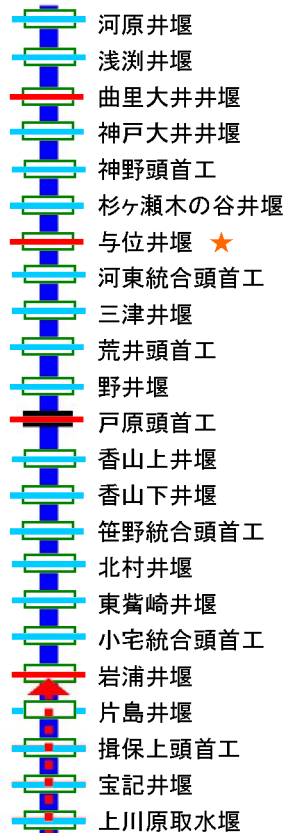 河原井堰
浅渕井堰
曲里大井井堰
神戸大井井堰
神野頭首工
杉ヶ瀬木の谷井堰
与位井堰 ★
河東統合頭首工
三津井堰
荒井頭首工
野井堰
戸原頭首工
香山上井堰
香山下井堰
笹野統合頭首工
北村井堰
東觜崎井堰
小宅統合頭首工
岩浦井堰
片島井堰
揖保上頭首工
宝記井堰
上川原取水堰